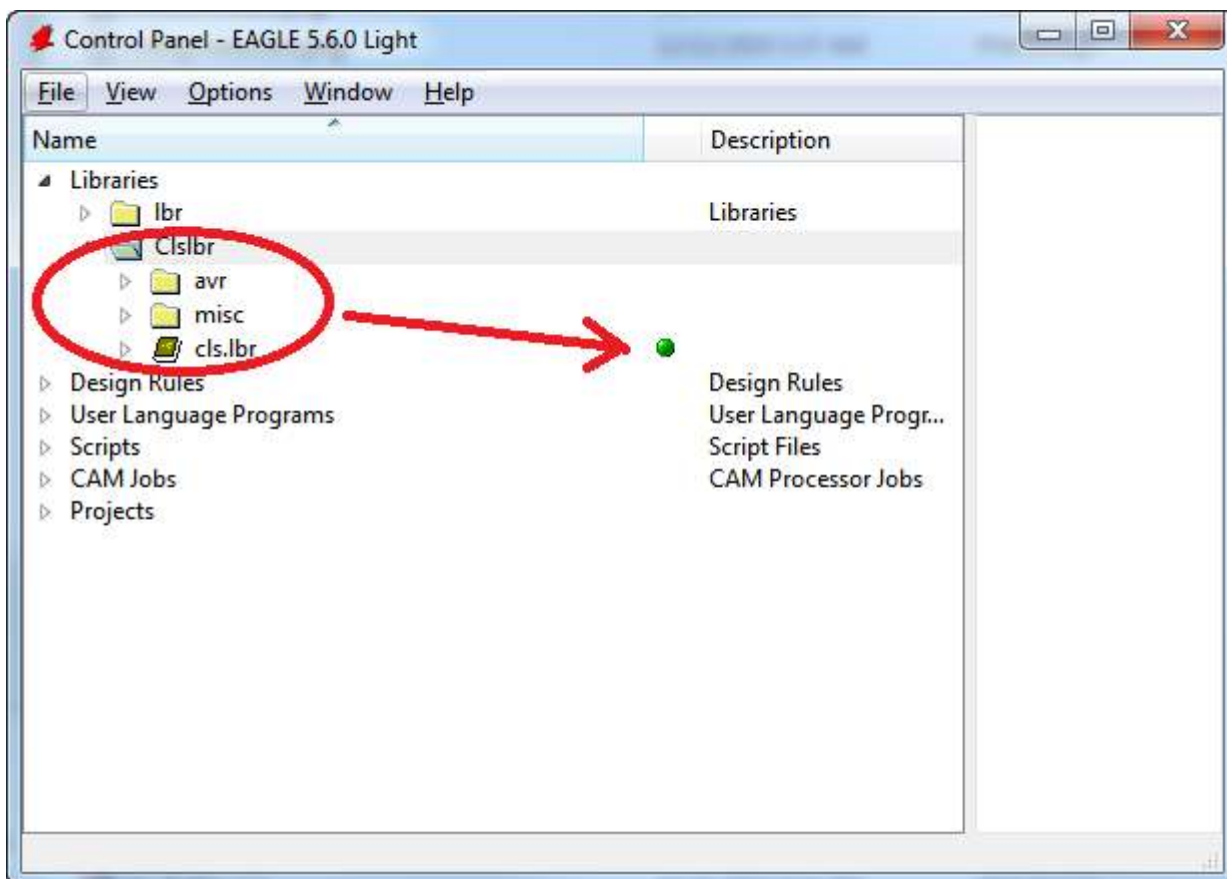 Control Panel - EAGLE 5.6.0 Light
File View Options Window Help
Name Description
Libraries
lbr Libraries
Clslbr
avr
misc
cls.lbr
Design Rules Design Rules
User Language Programs User Language Progr...
Scripts Script Files
CAM Jobs CAM Processor Jobs
Projects